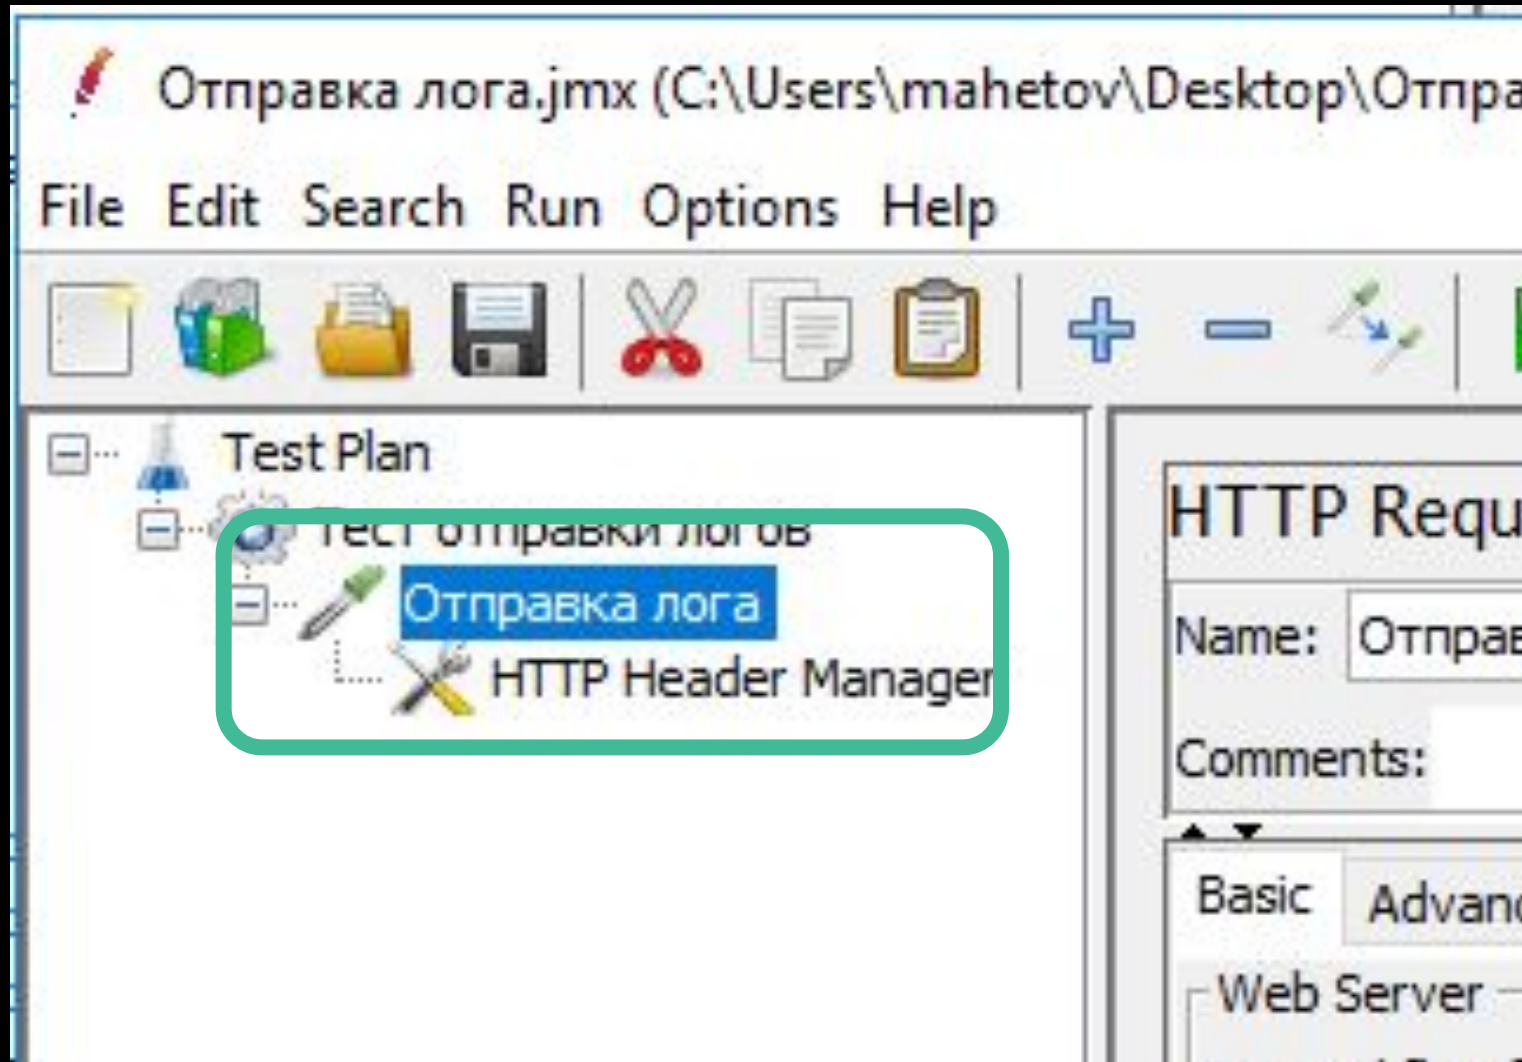 Отправка лога.jmx (C:\Users\mahetov\Desktop\Отпра
File Edit Search Run Options Help
Test Plan
Тест отправки логов
Отправка лога
HTTP Header Manager
HTTP Requ
Name: Отправ
Comments:
Basic Advanc
Web Server